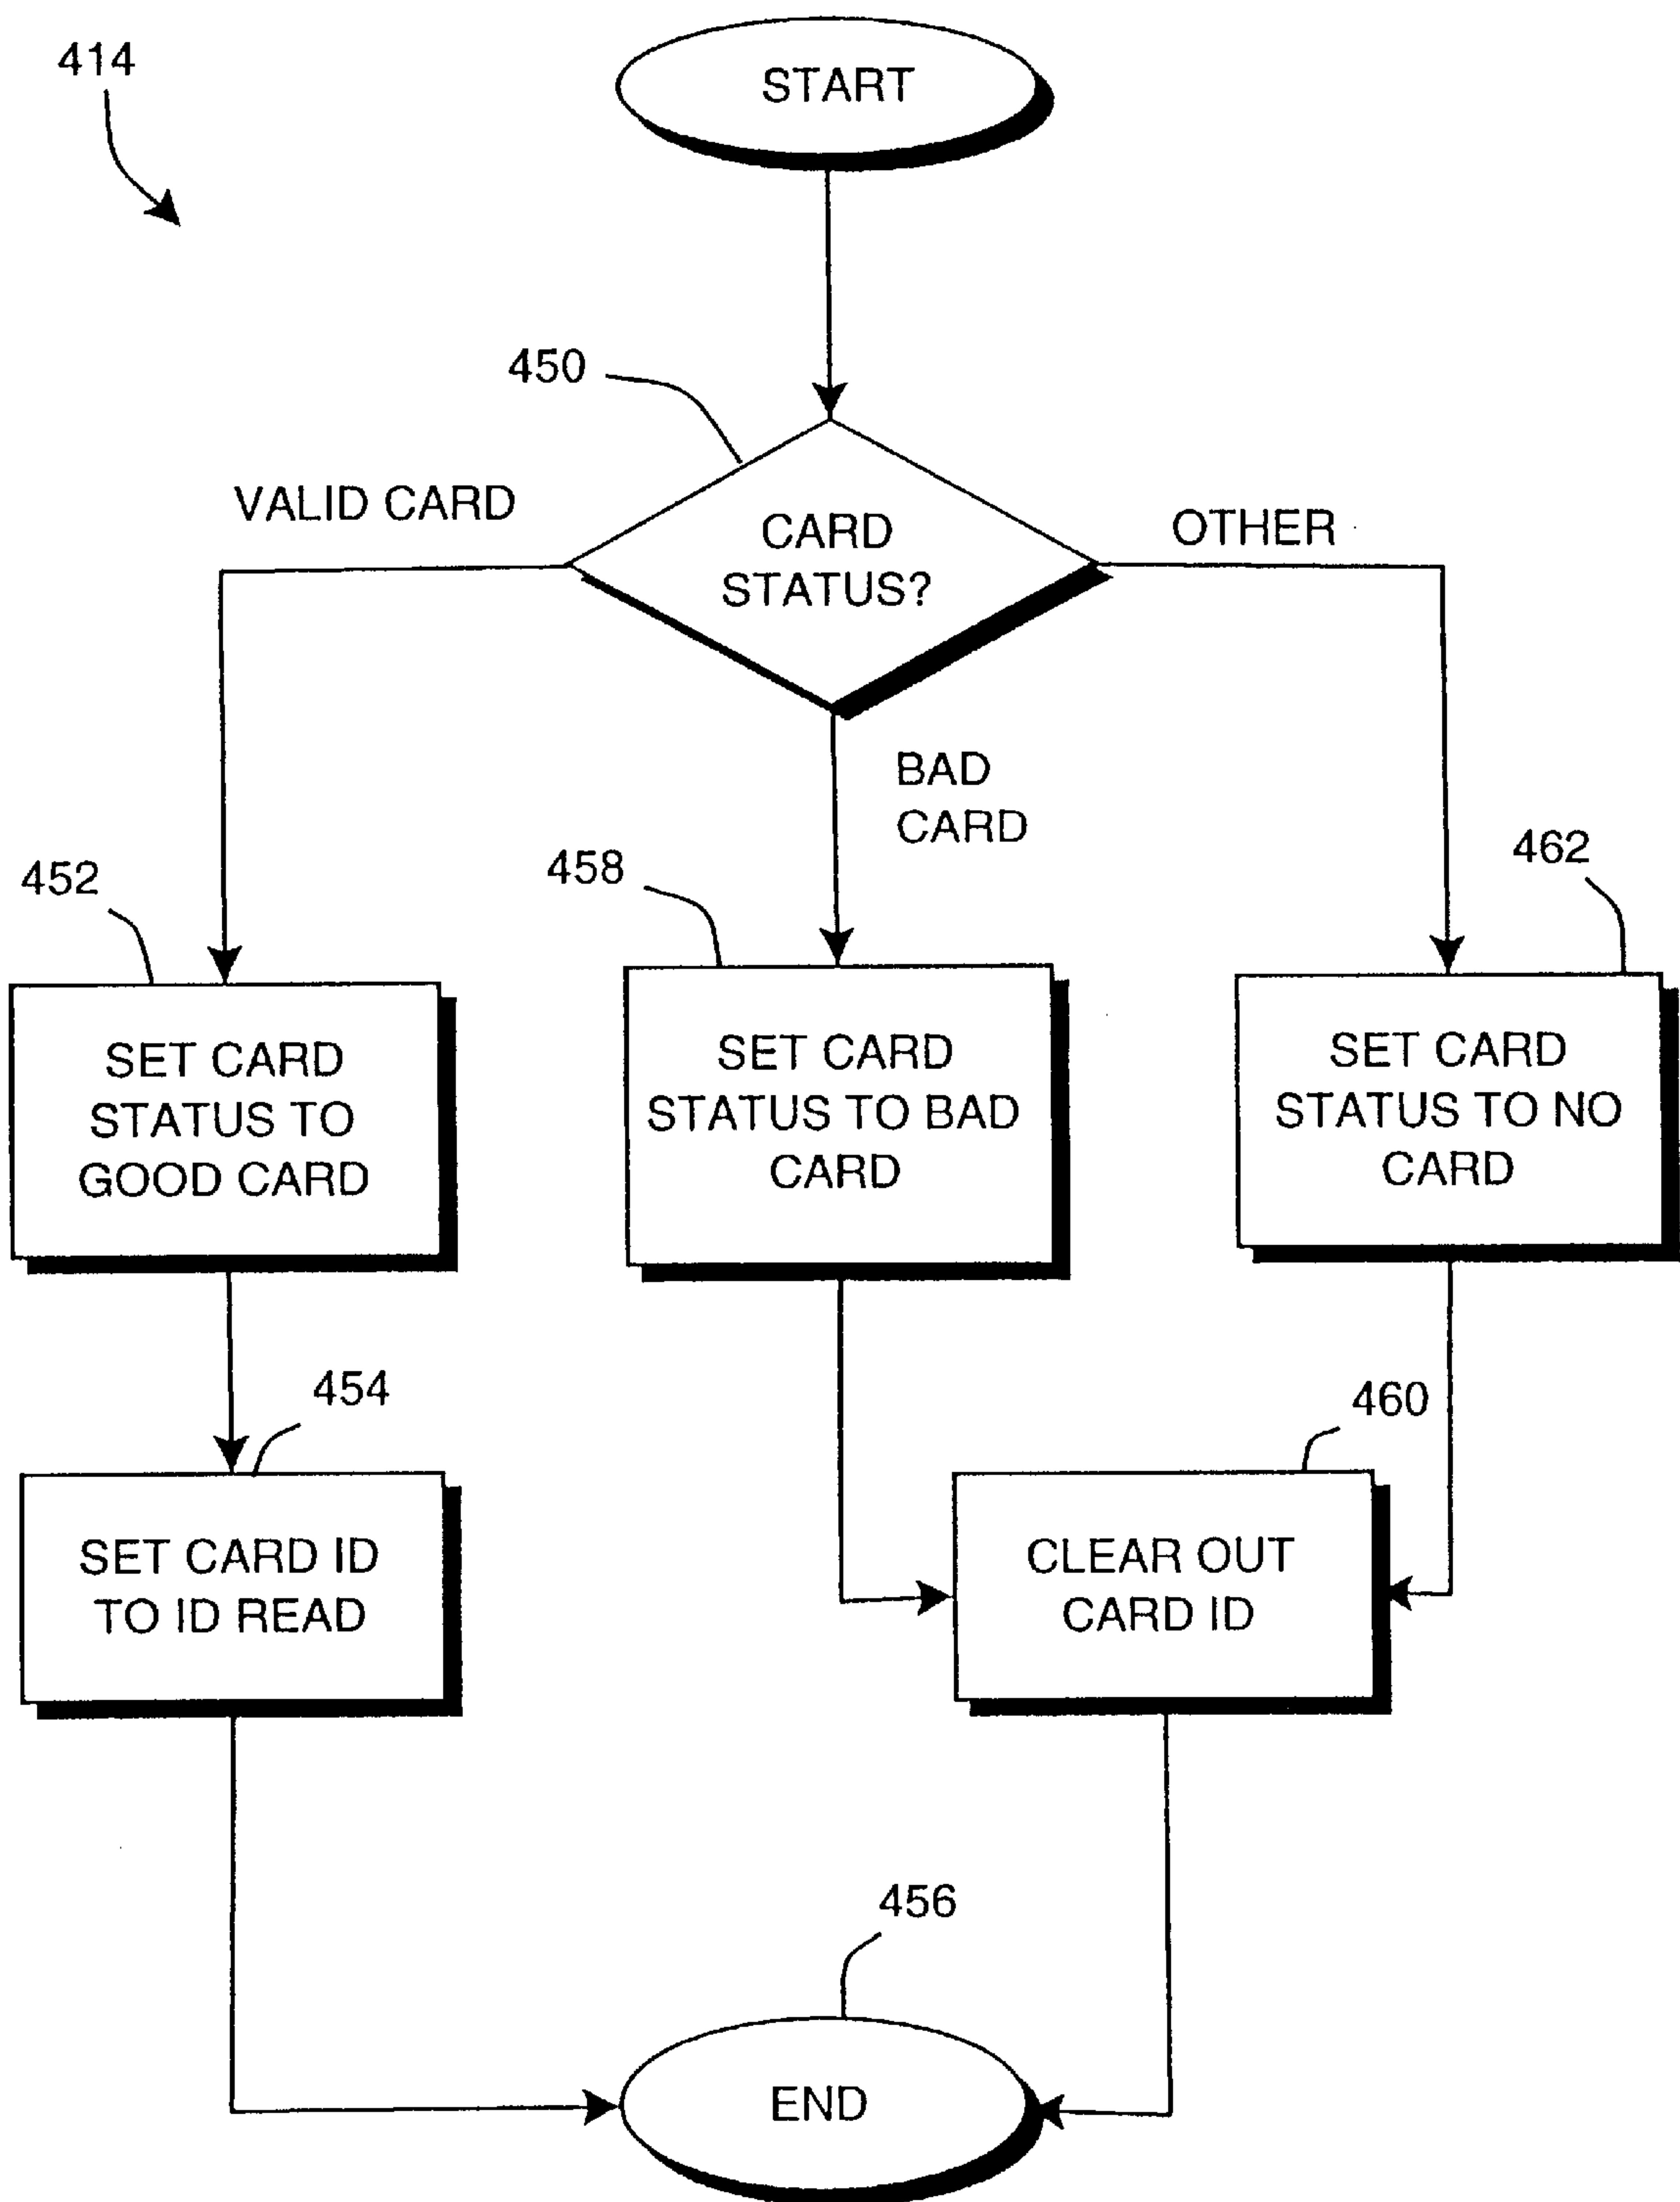 414
START
450
VALID CARD
CARD
STATUS?
OTHER
BAD
CARD
452
458
462
SET CARD
STATUS TO
GOOD CARD
SET CARD
STATUS TO BAD
CARD
SET CARD
STATUS TO NO
CARD
454
460
SET CARD ID
TO ID READ
CLEAR OUT
CARD ID
456
END